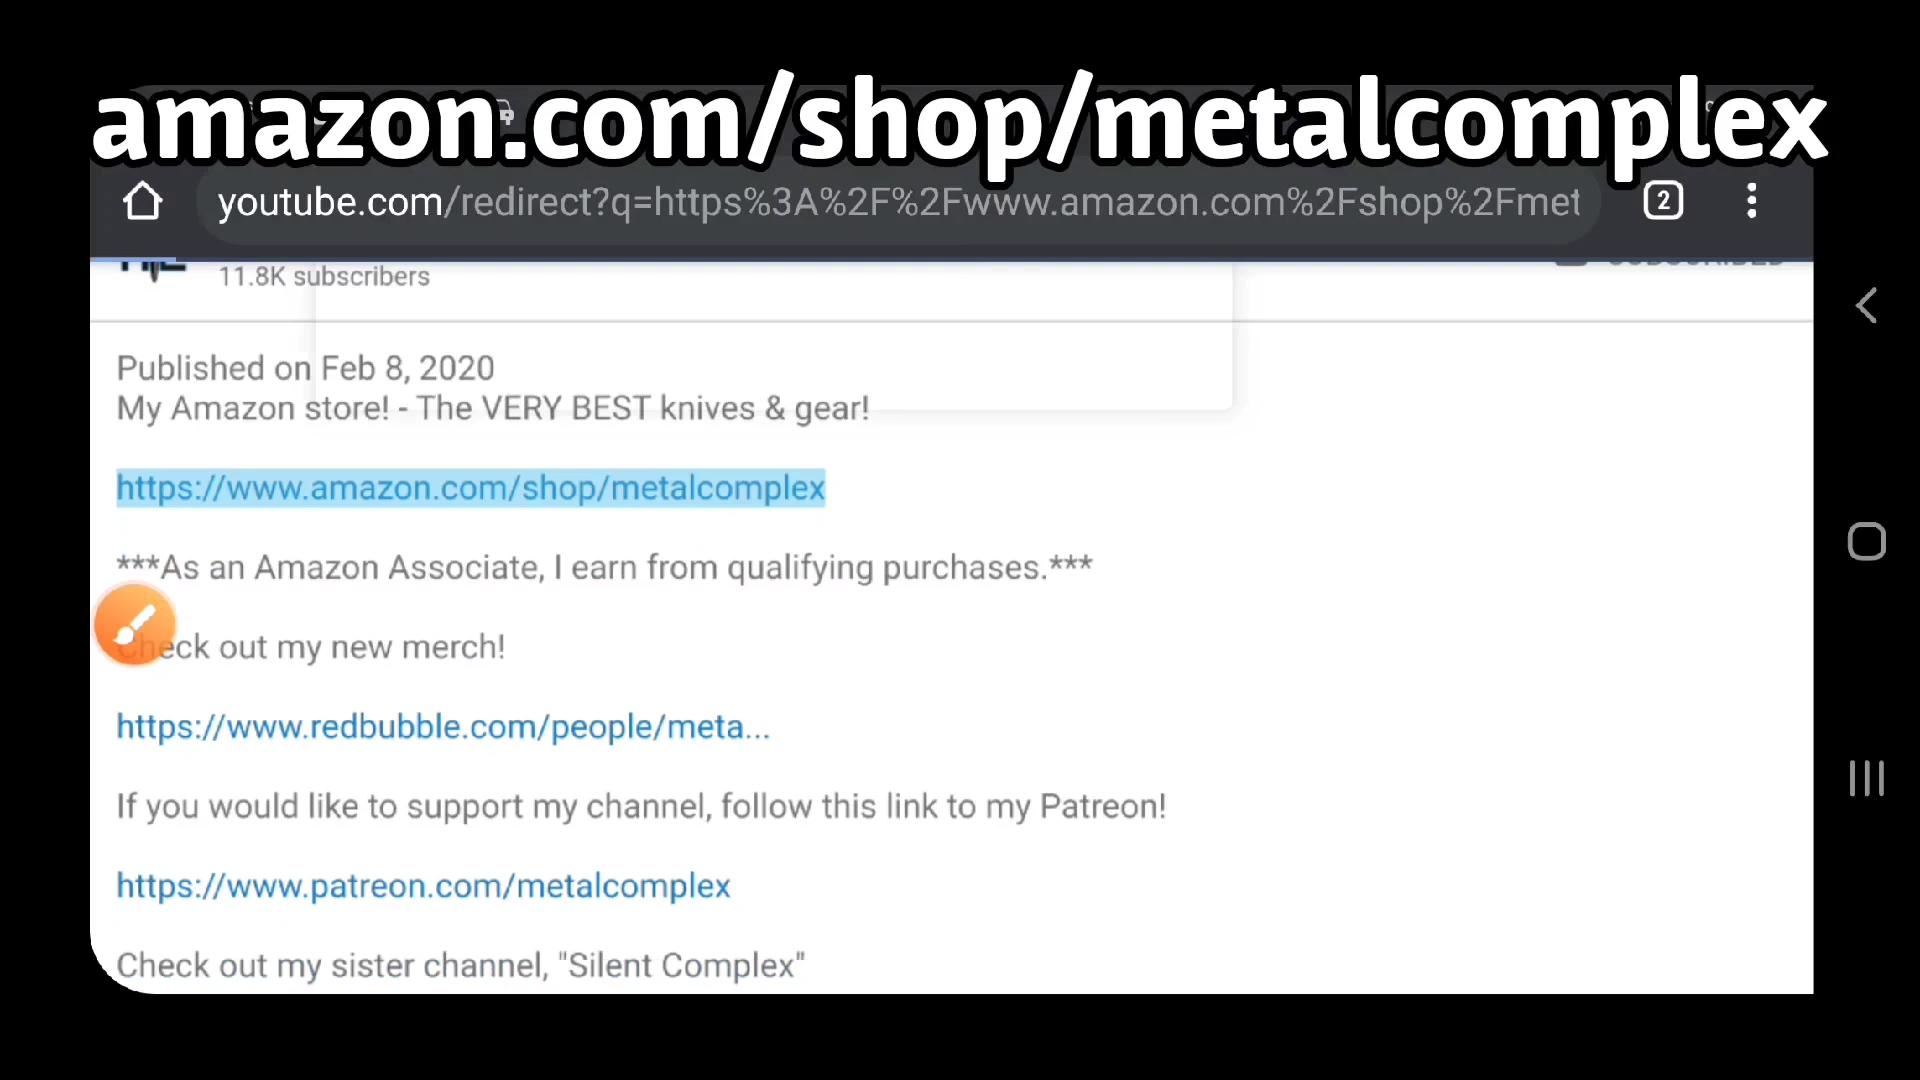 amazon.com/shop/metalcomplex
youtube.com/redirect?q=https%3A%2F%2Fwww.amazon.com%2Fshop%2Fmet
2
11.8K subscribers
SUBSCRIBED
Published on Feb 8, 2020
My Amazon store! - The VERY BEST knives & gear!
https://www.amazon.com/shop/metalcomplex
***As an Amazon Associate, I earn from qualifying purchases.***
Check out my new merch!
https://www.redbubble.com/people/meta...
If you would like to support my channel, follow this link to my Patreon!
https://www.patreon.com/metalcomplex
Check out my sister channel, "Silent Complex"